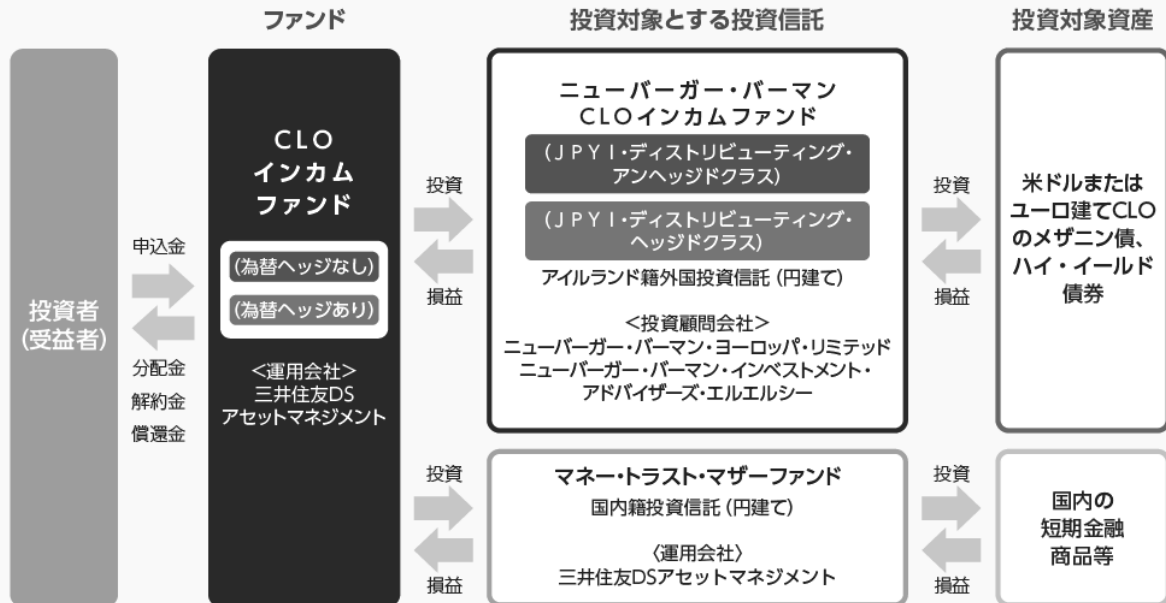 ファンド
投資対象とする投資信託
投資対象資産
投資者
(受益者)
申込金
分配金
解約金
償還金
CLO
インカム
ファンド
(為替ヘッジなし)
(為替ヘッジあり)
<運用会社>
三井住友DS
アセットマネジメント
投資
損益
ニューバーガー・バーマン
CLOインカムファンド
(JPYI・ディストリビューティング・
アンヘッジドクラス)
(JPYI・ディストリビューティング・
ヘッジドクラス)
アイルランド籍外国投資信託(円建て)
<投資顧問会社>
ニューバーガー・バーマン・ヨーロッパ・リミテッド
ニューバーガー・バーマン・インベストメント・
アドバイザーズ・エルエルシー
投資
損益
米ドルまたは
ユーロ建てCLO
のメザニン債、
ハイ・イールド
債券
投資
損益
マネー・トラスト・マザーファンド
国内籍投資信託(円建て)
〈運用会社〉
三井住友DSアセットマネジメント
投資
損益
国内の
短期金融
商品等